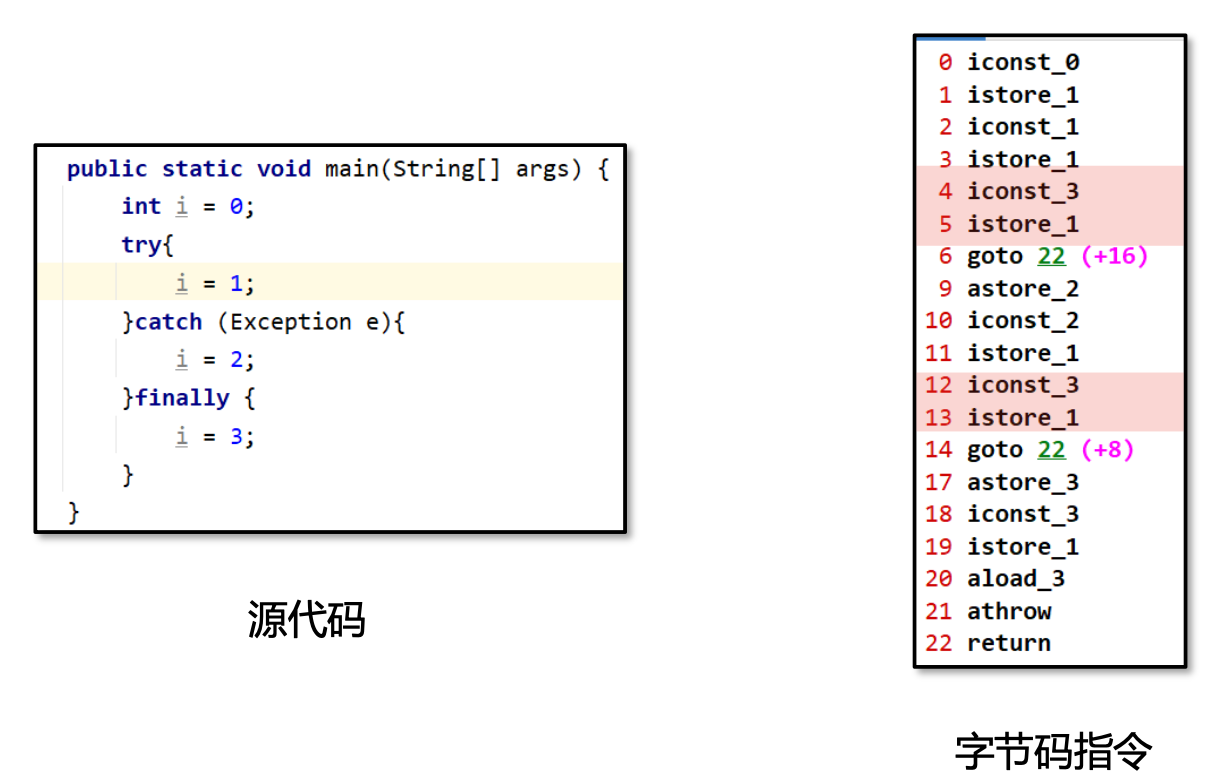 public static void main(String[] args) {
int i = 0;
try{
i = 1;
}catch (Exception e){
i = 2;
}finally {
i = 3;
}
}
源代码
0 iconst_0
1 istore_1
2 iconst_1
3 istore_1
4 iconst_3
5 istore_1
6 goto 22 (+16)
9 astore_2
10 iconst_2
11 istore_1
12 iconst_3
13 istore_1
14 goto 22 (+8)
17 astore_3
18 iconst_3
19 istore_1
20 aload_3
21 athrow
22 return
字节码指令